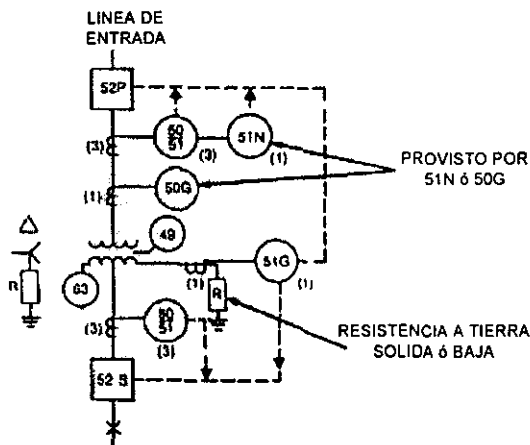 LINEA DE
ENTRADA
52P
50
51
51N
(3)
(3)
(1)
PROVISTO POR
51N ó 50G
(1)
50G
49
R
63
51G
(1)
(1)
R
(3)
50
51
(3)
RESISTENCIA A TIERRA
SOLIDA ó BAJA
52 S